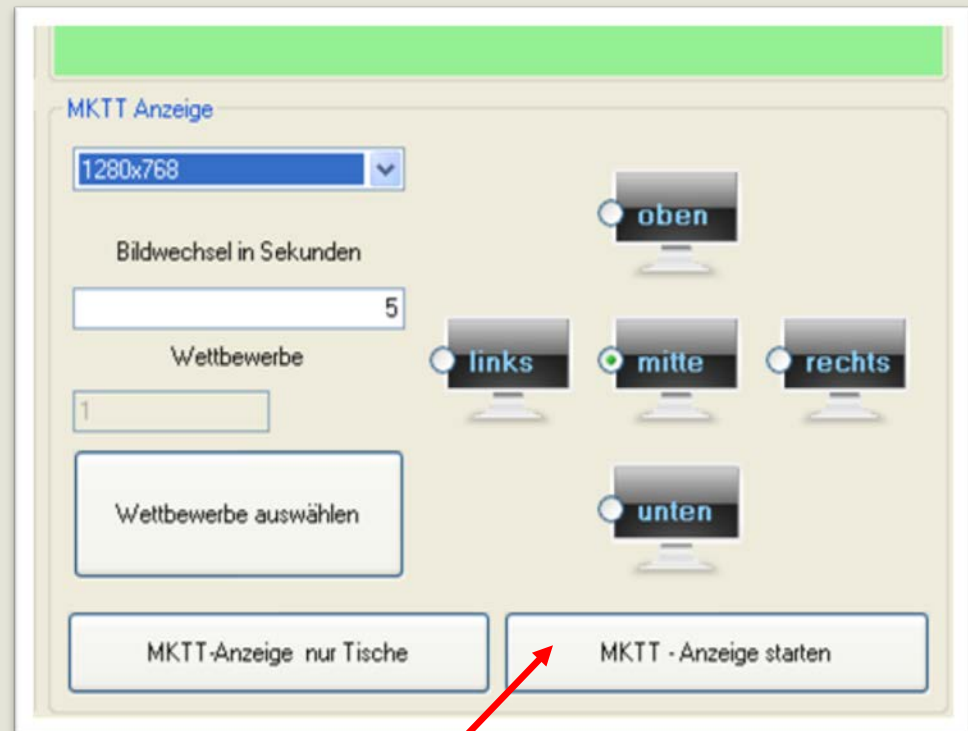 MKTT Anzeige
1280x768
oben
Bildwechsel in Sekunden
5
Wettbewerbe
links
mitte
rechts
1
Wettbewerbe auswählen
unten
MKTT-Anzeige nur Tische
MKTT - Anzeige starten